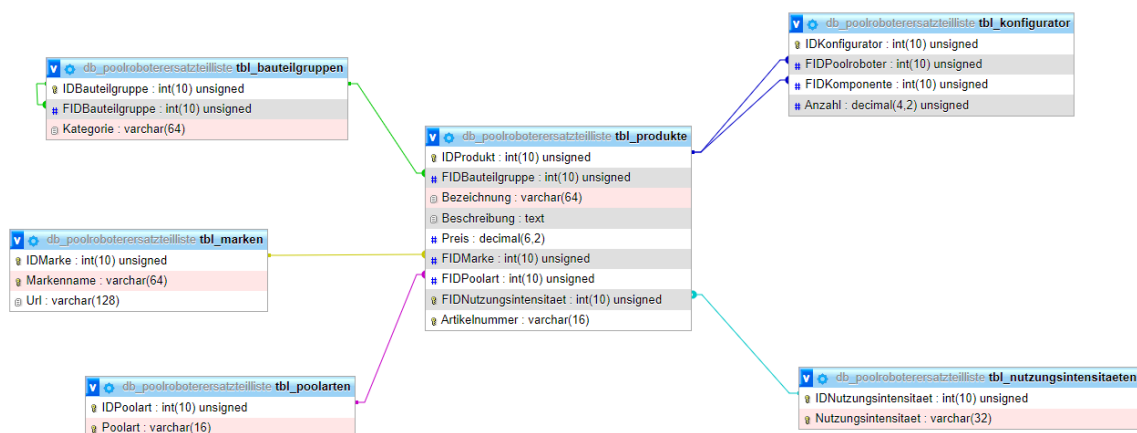 v db_poolroboterersatzteilliste tbl_bauteilgruppen
IDBauteilgruppe : int(10) unsigned
# FIDBauteilgruppe : int(10) unsigned
Kategorie : varchar(64)
v db_poolroboterersatzteilliste tbl_konfigurator
IDKonfigurator : int(10) unsigned
# FIDPoolroboter : int(10) unsigned
# FIDKomponente : int(10) unsigned
# Anzahl : decimal(4,2) unsigned
v db_poolroboterersatzteilliste tbl_produkte
IDProdukt : int(10) unsigned
# FIDBauteilgruppe : int(10) unsigned
Bezeichnung : varchar(64)
Beschreibung : text
# Preis : decimal(6,2)
# FIDMarke : int(10) unsigned
# FIDPoolart : int(10) unsigned
FIDNutzungsintensitaet : int(10) unsigned
Artikelnummer : varchar(16)
v db_poolroboterersatzteilliste tbl_marken
IDMarke : int(10) unsigned
Markenname : varchar(64)
Url : varchar(128)
v db_poolroboterersatzteilliste tbl_poolarten
IDPoolart : int(10) unsigned
Poolart : varchar(16)
v db_poolroboterersatzteilliste tbl_nutzungsintensitaeten
IDNutzungsintensitaet : int(10) unsigned
Nutzungsintensitaet : varchar(32)